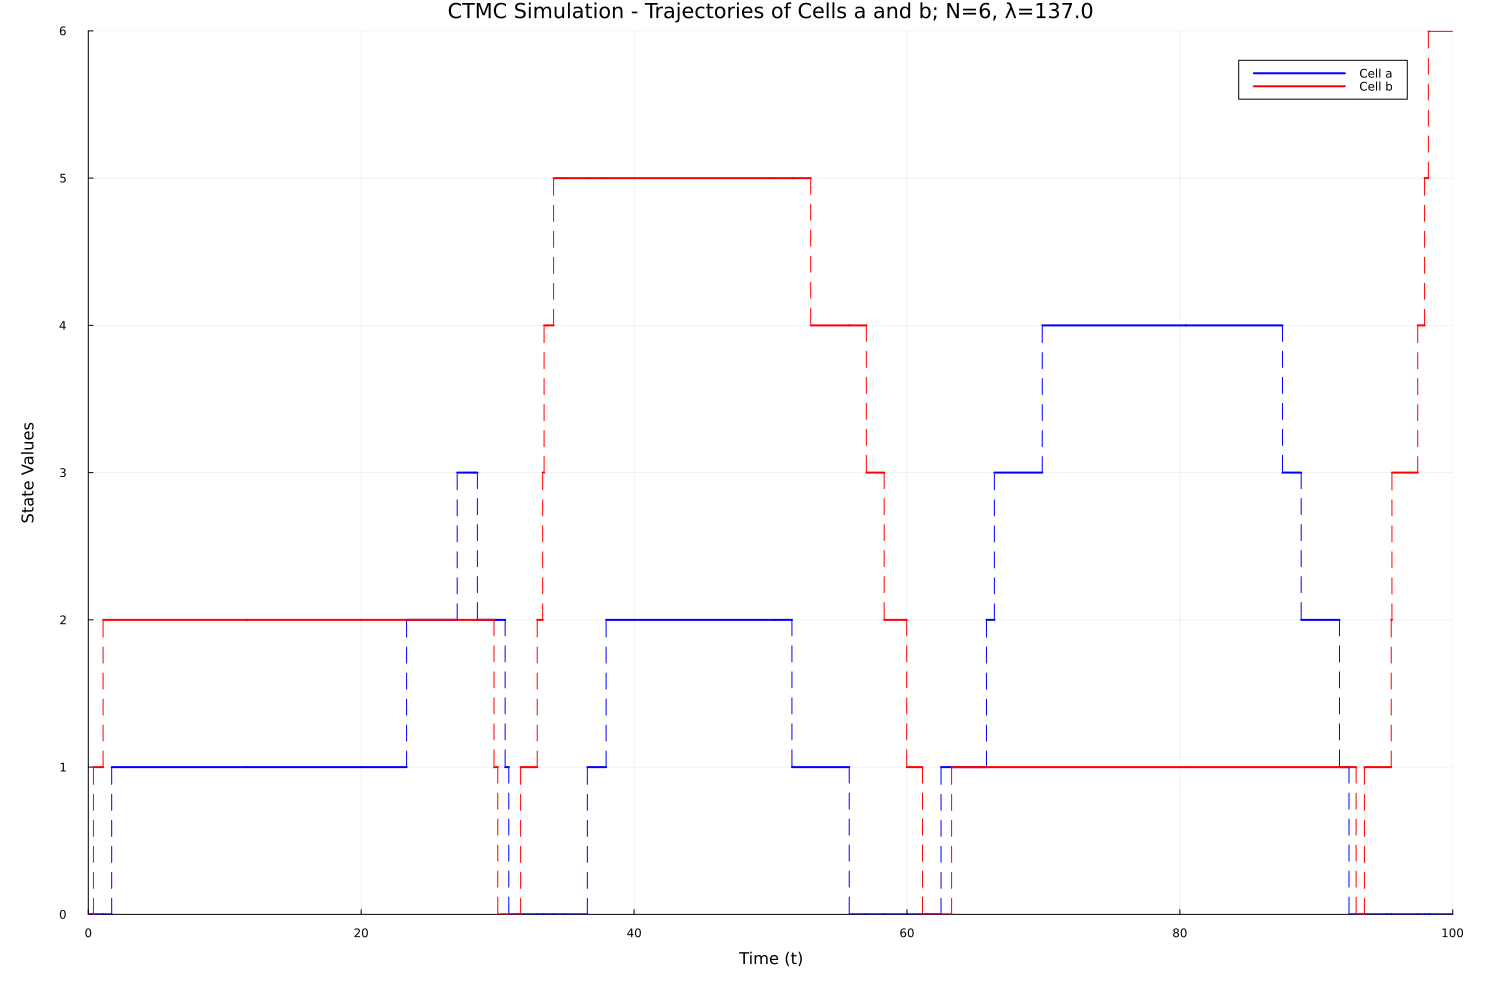 CTMC Simulation - Trajectories of Cells a and b; N=6, λ=137.0
6
Cell a
Cell b
5
4
State Values
3
2
1
0
0 20 40 60 80 100
Time (t)